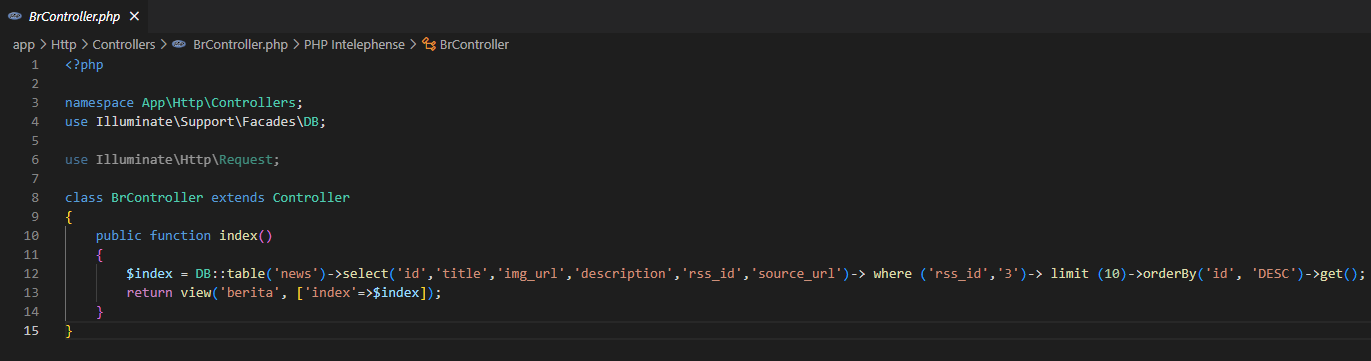 BrController.php ×
app > Http > Controllers > BrController.php > PHP Intelephense > BrController
1 <?php
2
3 namespace App\Http\Controllers;
4 use Illuminate\Support\Facades\DB;
5
6 use Illuminate\Http\Request;
7
8 class BrController extends Controller
9 {
10     public function index()
11     {
12         $index = DB::table('news')->select('id','title','img_url','description','rss_id','source_url')-> where ('rss_id','3')-> limit (10)->orderBy('id', 'DESC')->get();
13         return view('berita', ['index'=>$index]);
14     }
15 }